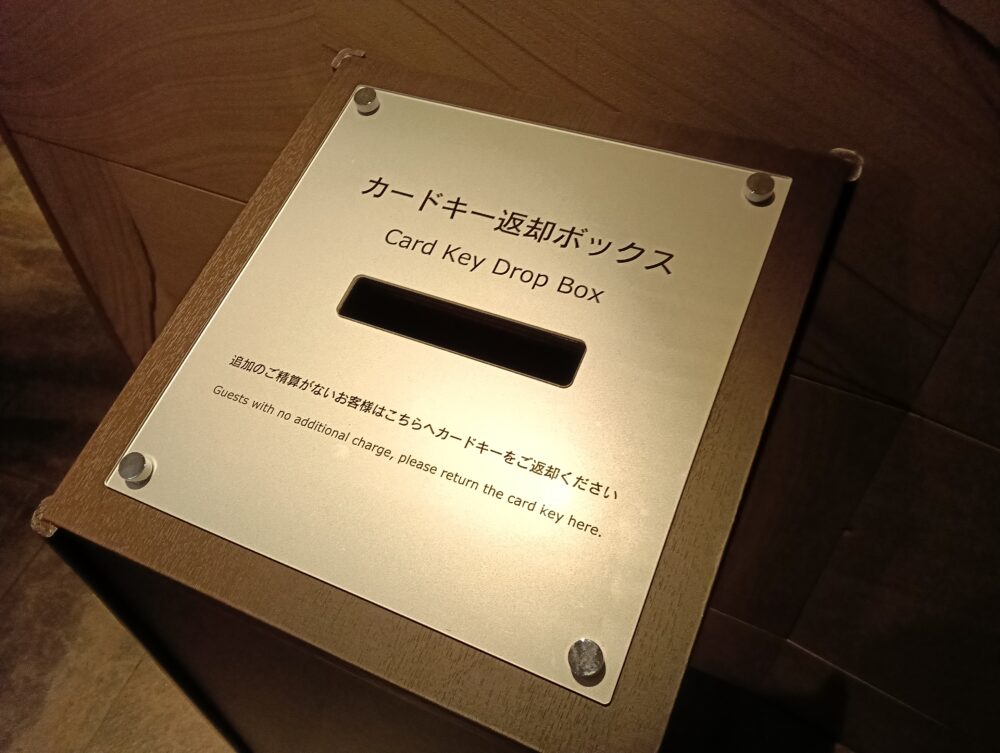 カードキー返却ボックス
Card Key Drop Box
追加のご精算がないお客様はこちらへカードキーをご返却ください
Guests with no additional charge, please return the card key here.